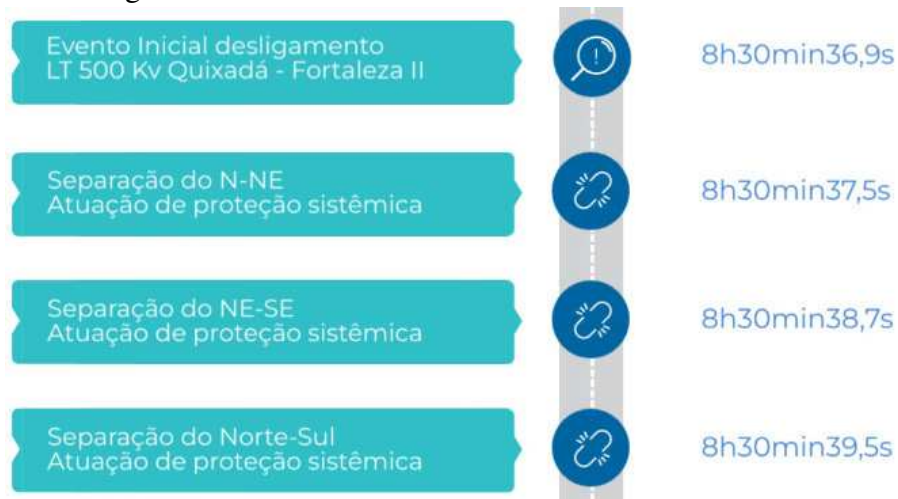 Evento Inicial desligamento
LT 500 Kv Quixadá - Fortaleza II
8h30min36,9s
Separação do N-NE
Atuação de proteção sistêmica
8h30min37,5s
Separação do NE-SE
Atuação de proteção sistêmica
8h30min38,7s
Separação do Norte-Sul
Atuação de proteção sistêmica
8h30min39,5s